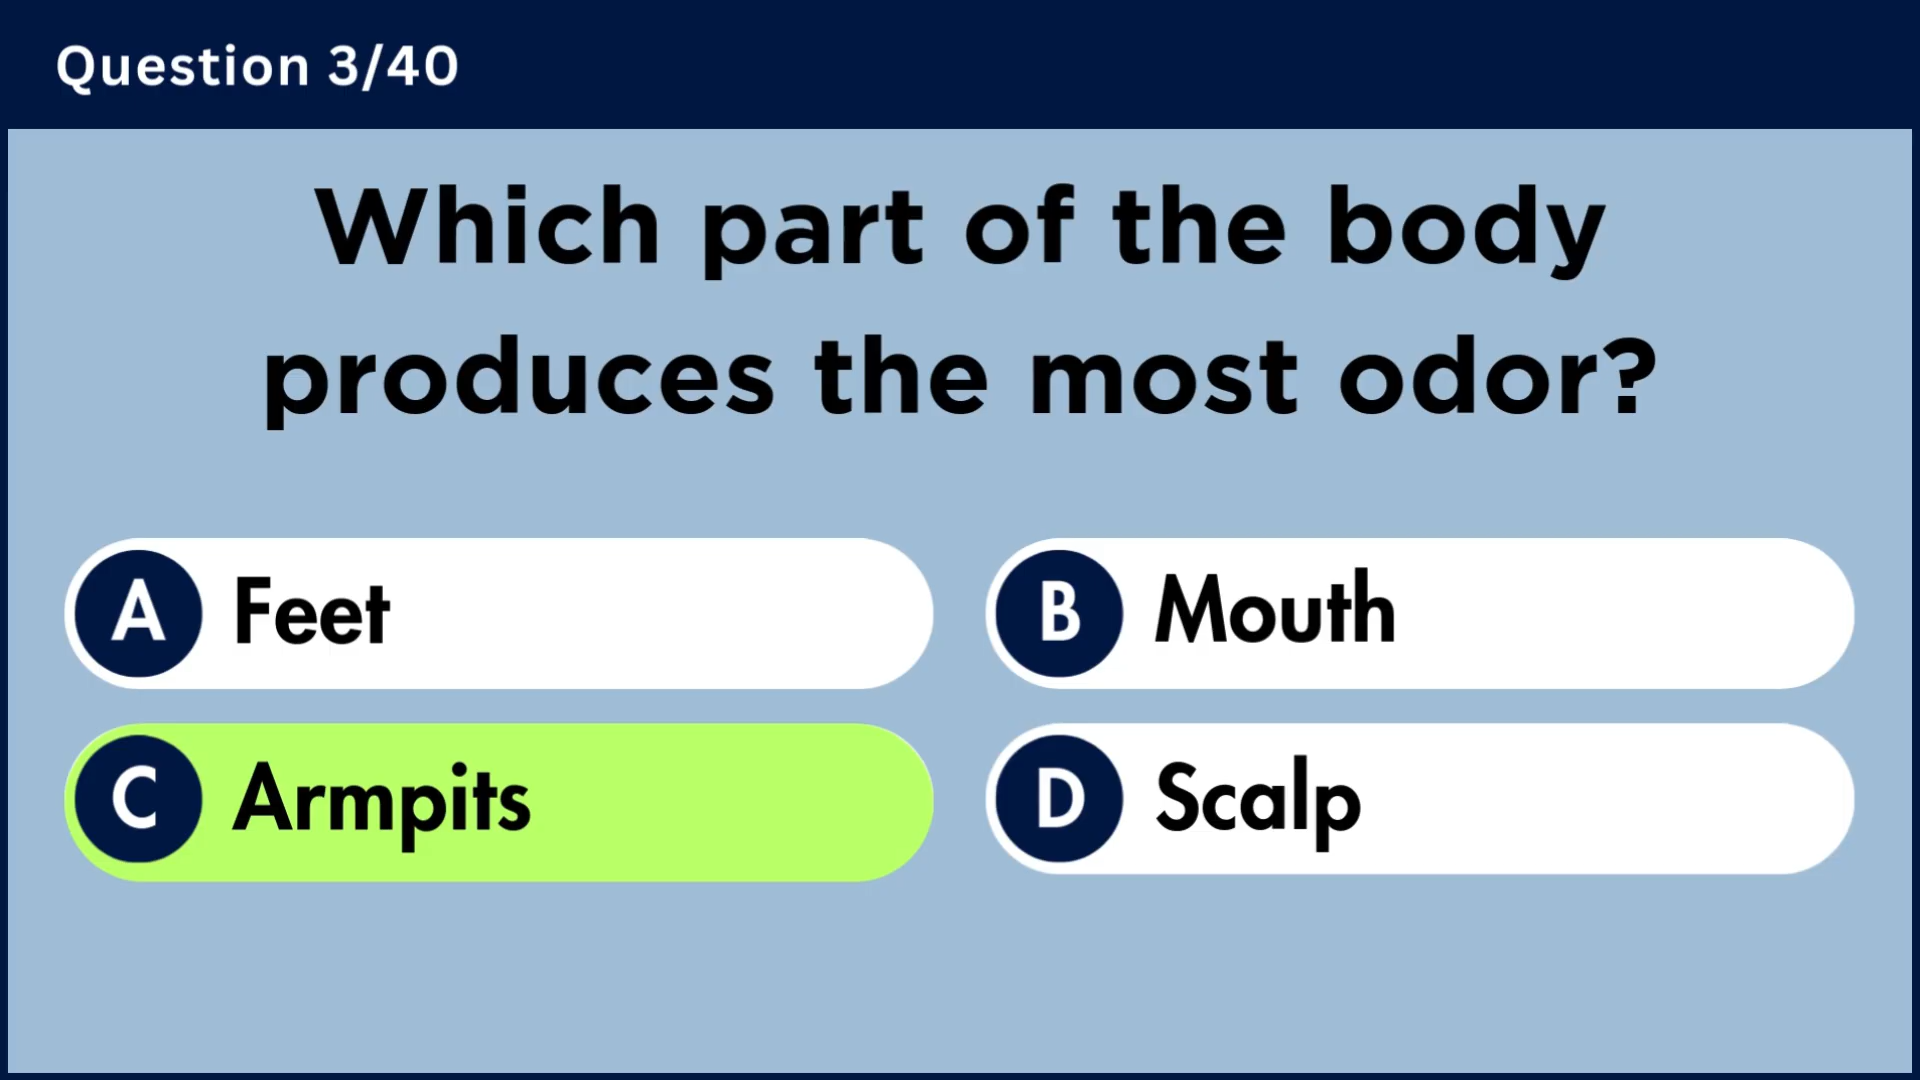 Question 3/40
Which part of the body
produces the most odor?
A Feet
B Mouth
C Armpits
D Scalp